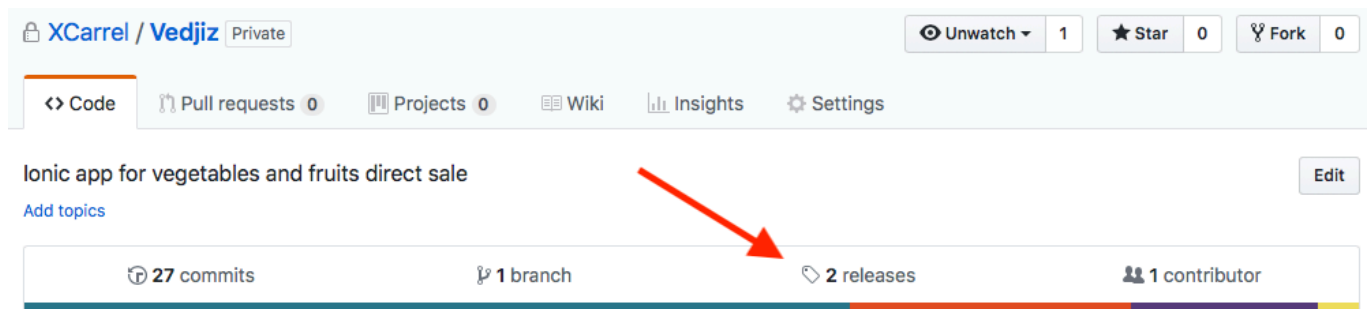 XCarrel / Vedjiz Private Unwatch 1 Star 0 Fork 0
Code Pull requests 0 Projects 0 Wiki Insights Settings
Ionic app for vegetables and fruits direct sale Edit
Add topics
27 commits 1 branch 2 releases 1 contributor